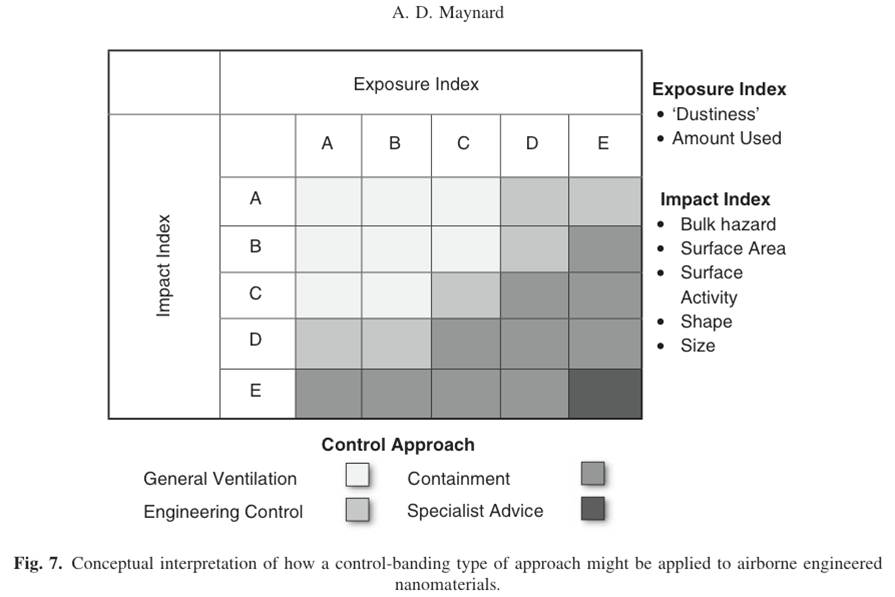 A. D. Maynard
Exposure Index
A B C D E
Impact Index
A
B
C
D
E
Exposure Index
• ‘Dustiness’
• Amount Used
Impact Index
• Bulk hazard
• Surface Area
• Surface
Activity
• Shape
• Size
Control Approach
General Ventilation Containment
Engineering Control Specialist Advice
Fig. 7. Conceptual interpretation of how a control-banding type of approach might be applied to airborne engineered
nanomaterials.